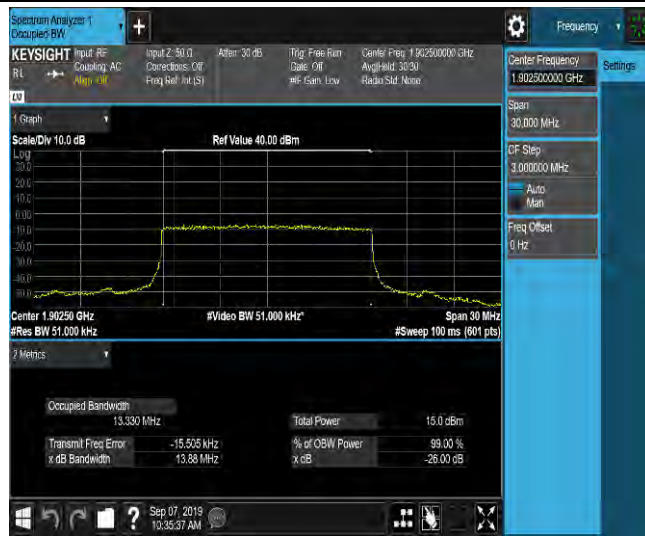 Spectrum Analyzer 1
Occupied BW
Frequency
KEYSIGHT Input: RF Input Z: 50 Ω Atten: 30 dB Trig: Free Run Center Freq: 1.902500000 GHz
RL Coupling: AC Corrections: Off Gate: Off Avg|Hold: 30/30
Align: Off Freq Ref: Int (S) #IF Gain: Low Radio Std: None
Center Frequency
1.902500000 GHz
Settings
Span
30.000 MHz
CF Step
3.000000 MHz
Auto
Man
Freq Offset
0 Hz
1 Graph
Scale/Div 10.0 dB Ref Value 40.00 dBm
Log
30.0
20.0
10.0
0.00
-10.0
-20.0
-30.0
-40.0
-50.0
Center 1.90250 GHz #Video BW 51.000 kHz* Span 30 MHz
#Res BW 51.000 kHz #Sweep 100 ms (601 pts)
2 Metrics
Occupied Bandwidth
13.330 MHz Total Power 15.0 dBm
Transmit Freq Error -15.505 kHz % of OBW Power 99.00 %
x dB Bandwidth 13.88 MHz x dB -26.00 dB
Sep 07, 2019
10:35:37 AM